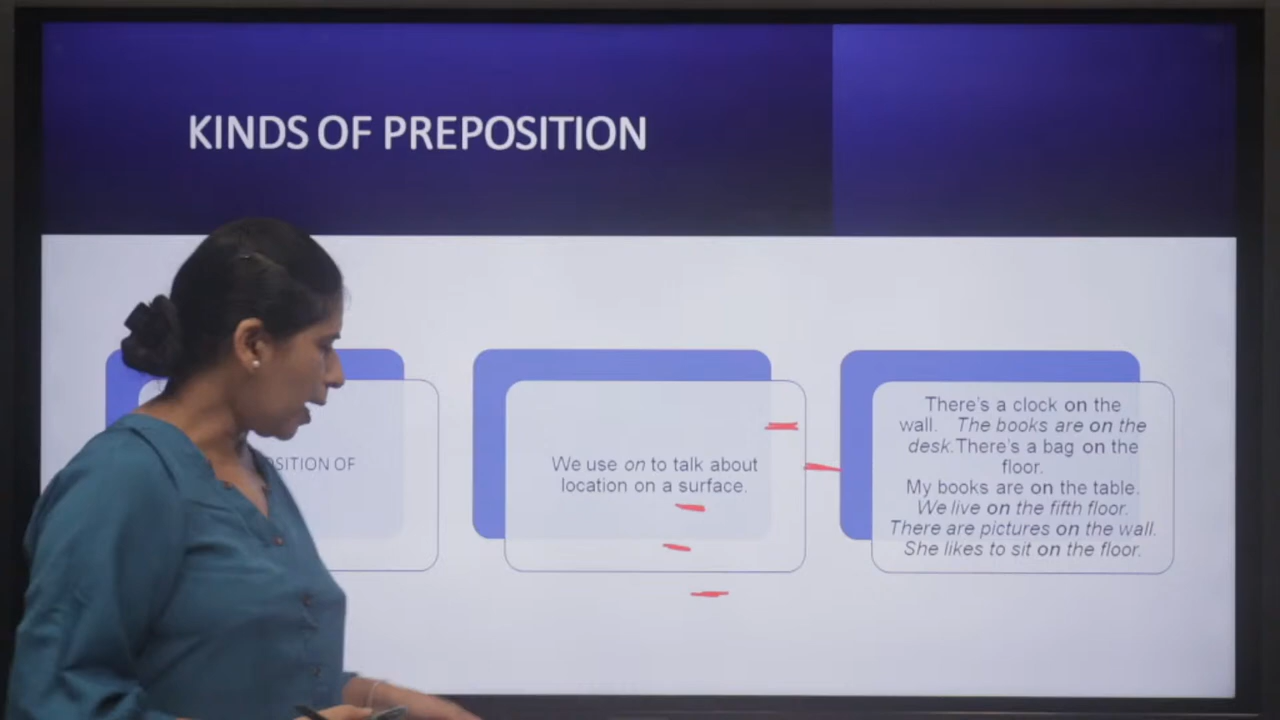 KINDS OF PREPOSITION
OF
We use on to talk about
location on a surface.
There's a clock on the
wall. The books are on the
desk.There's a bag on the
floor.
My books are on the table.
We live on the fifth floor.
There are pictures on the wall.
She likes to sit on the floor.